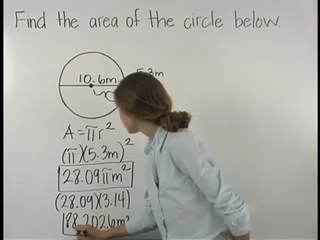 Find the area of the circle below.
10.6m
5.3m
A = πr²
(π)(5.3m)²
28.09πm²
(28.09)(3.14)
88.2026m²